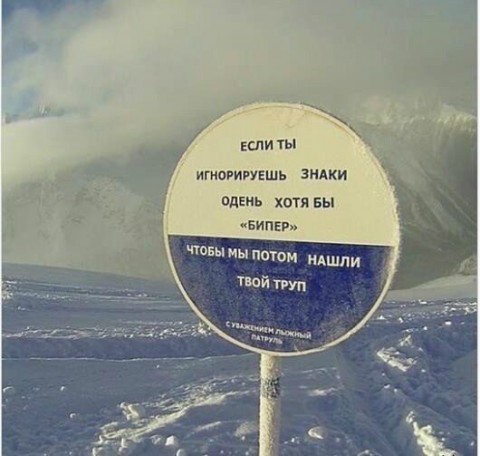 ЕСЛИ ТЫ
ИГНОРИРУЕШЬ ЗНАКИ
ОДЕНЬ ХОТЯ БЫ
«БИПЕР»
ЧТОБЫ МЫ ПОТОМ НАШЛИ
ТВОЙ ТРУП
С УВАЖЕНИЕМ ЛЫЖНЫЙ
ПАТРУЛЬ